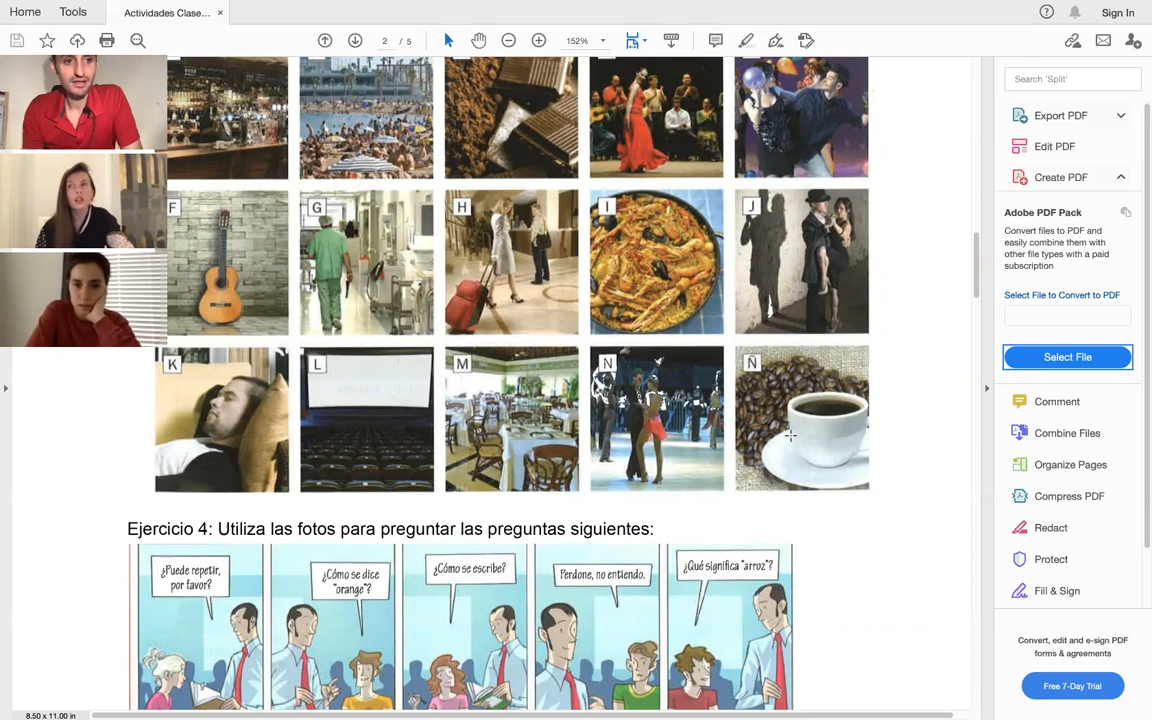 Home
Tools
Actividades Clase...
×
?
Sign In
2 / 5
152%
Search 'Split'
Export PDF
Edit PDF
Create PDF
Adobe PDF Pack
Convert files to PDF and
easily combine them with
other file types with a paid
subscription
Select File to Convert to PDF
Select File
Comment
Combine Files
Organize Pages
Compress PDF
Redact
Protect
Fill & Sign
Convert, edit and e-sign PDF
forms & agreements
Free 7-Day Trial
F
G
H
I
J
K
L
M
N
Ñ
Ejercicio 4: Utiliza las fotos para preguntar las preguntas siguientes:
¿Puede repetir,
por favor?
¿Cómo se dice
"orange"?
¿Cómo se escribe?
Perdone, no entiendo.
¿Qué significa "arroz"?
8.50 x 11.00 in